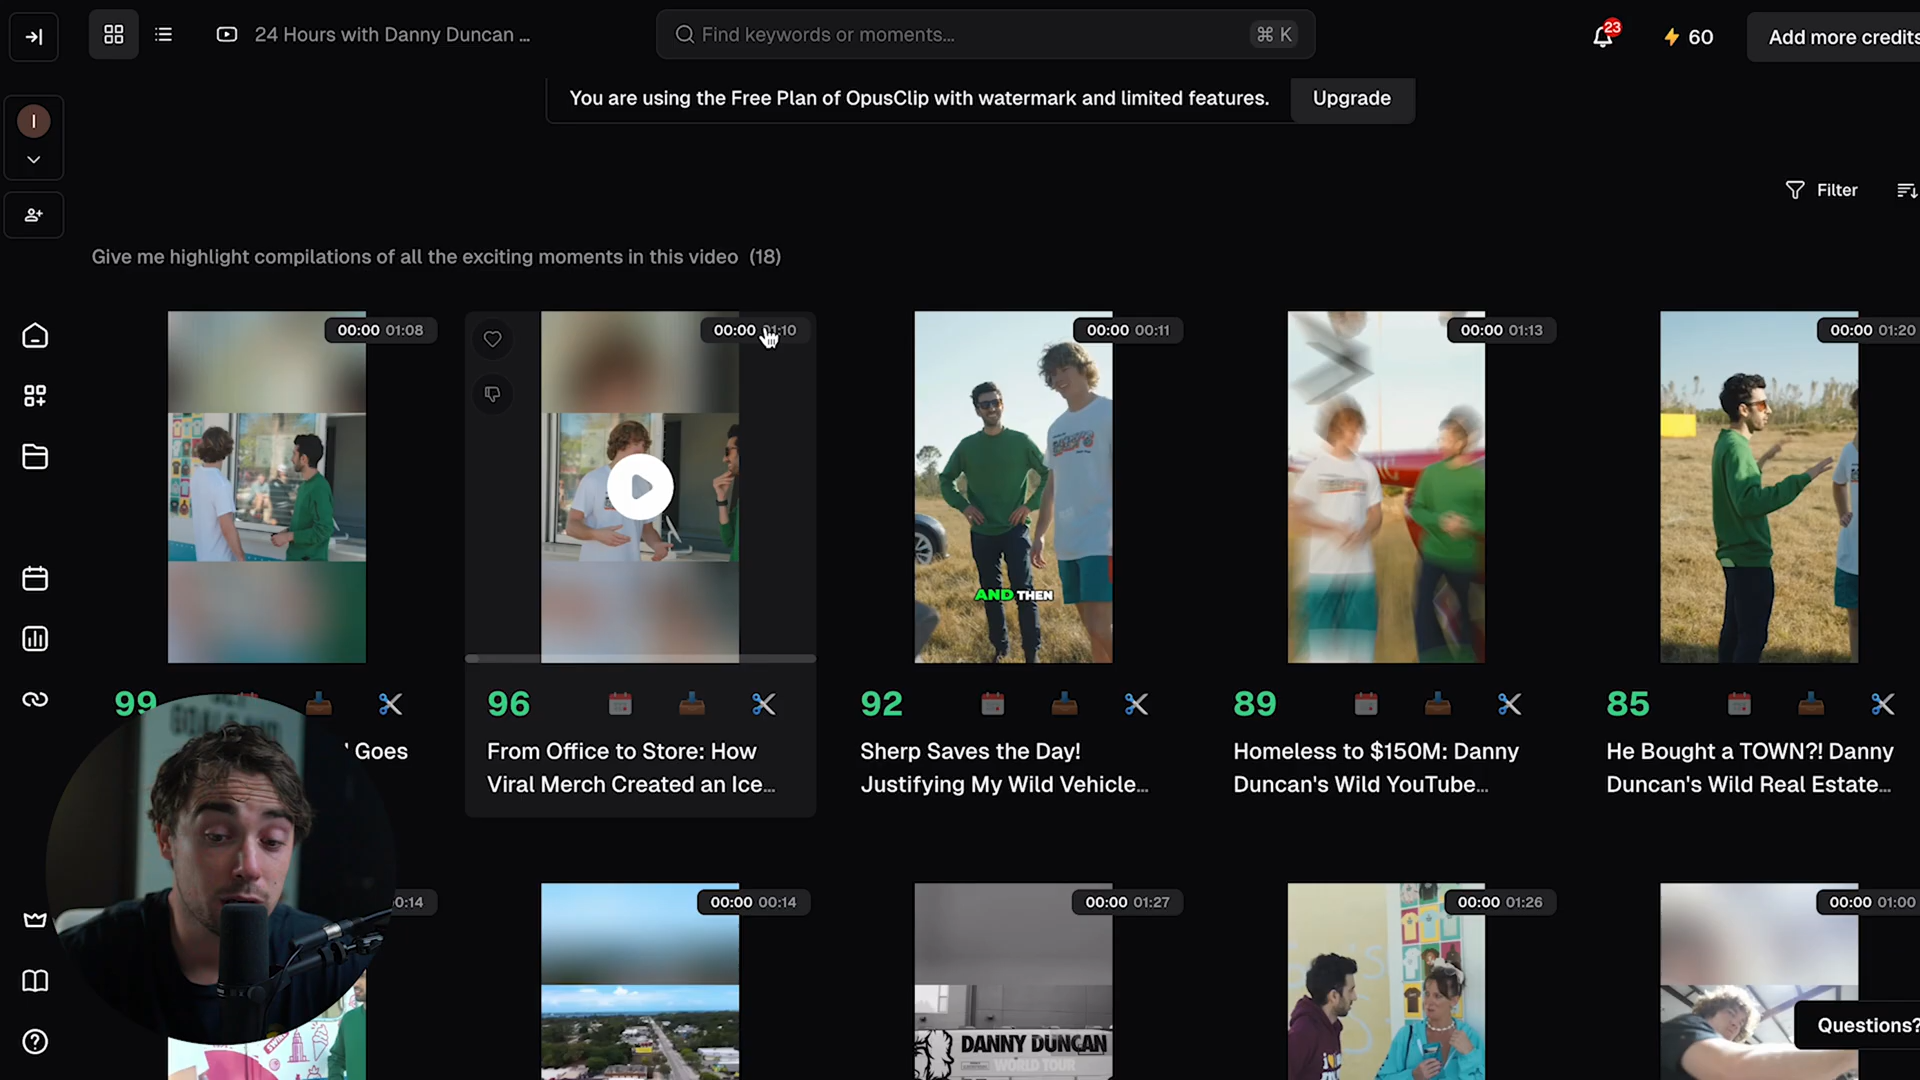 24 Hours with Danny Duncan ...
Find keywords or moments...
⌘ K
23
60
Add more credits
You are using the Free Plan of OpusClip with watermark and limited features.
Upgrade
I
Filter
Give me highlight compilations of all the exciting moments in this video (18)
00:00 01:08
00:00 01:10
00:00 00:11
00:00 01:13
00:00 01:20
AND THEN
99
96
92
89
85
Goes
From Office to Store: How
Viral Merch Created an Ice...
Sherp Saves the Day!
Justifying My Wild Vehicle...
Homeless to $150M: Danny
Duncan's Wild YouTube...
He Bought a TOWN?! Danny
Duncan's Wild Real Estate...
0:14
00:00 00:14
00:00 01:27
00:00 01:26
00:00 01:00
DANNY DUNCAN
WORLD TOUR
Questions?